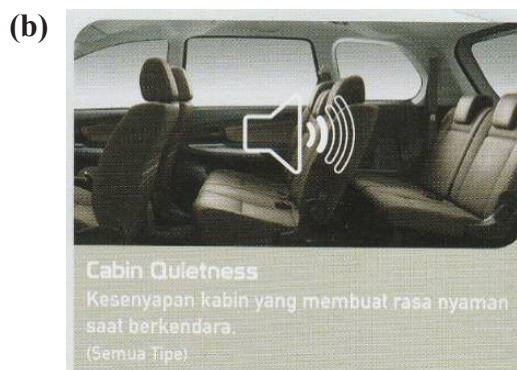 (b)
Cabin Quietness
Kesenyapan kabin yang membuat rasa nyaman
saat berkendara.
(Semua Tipe)